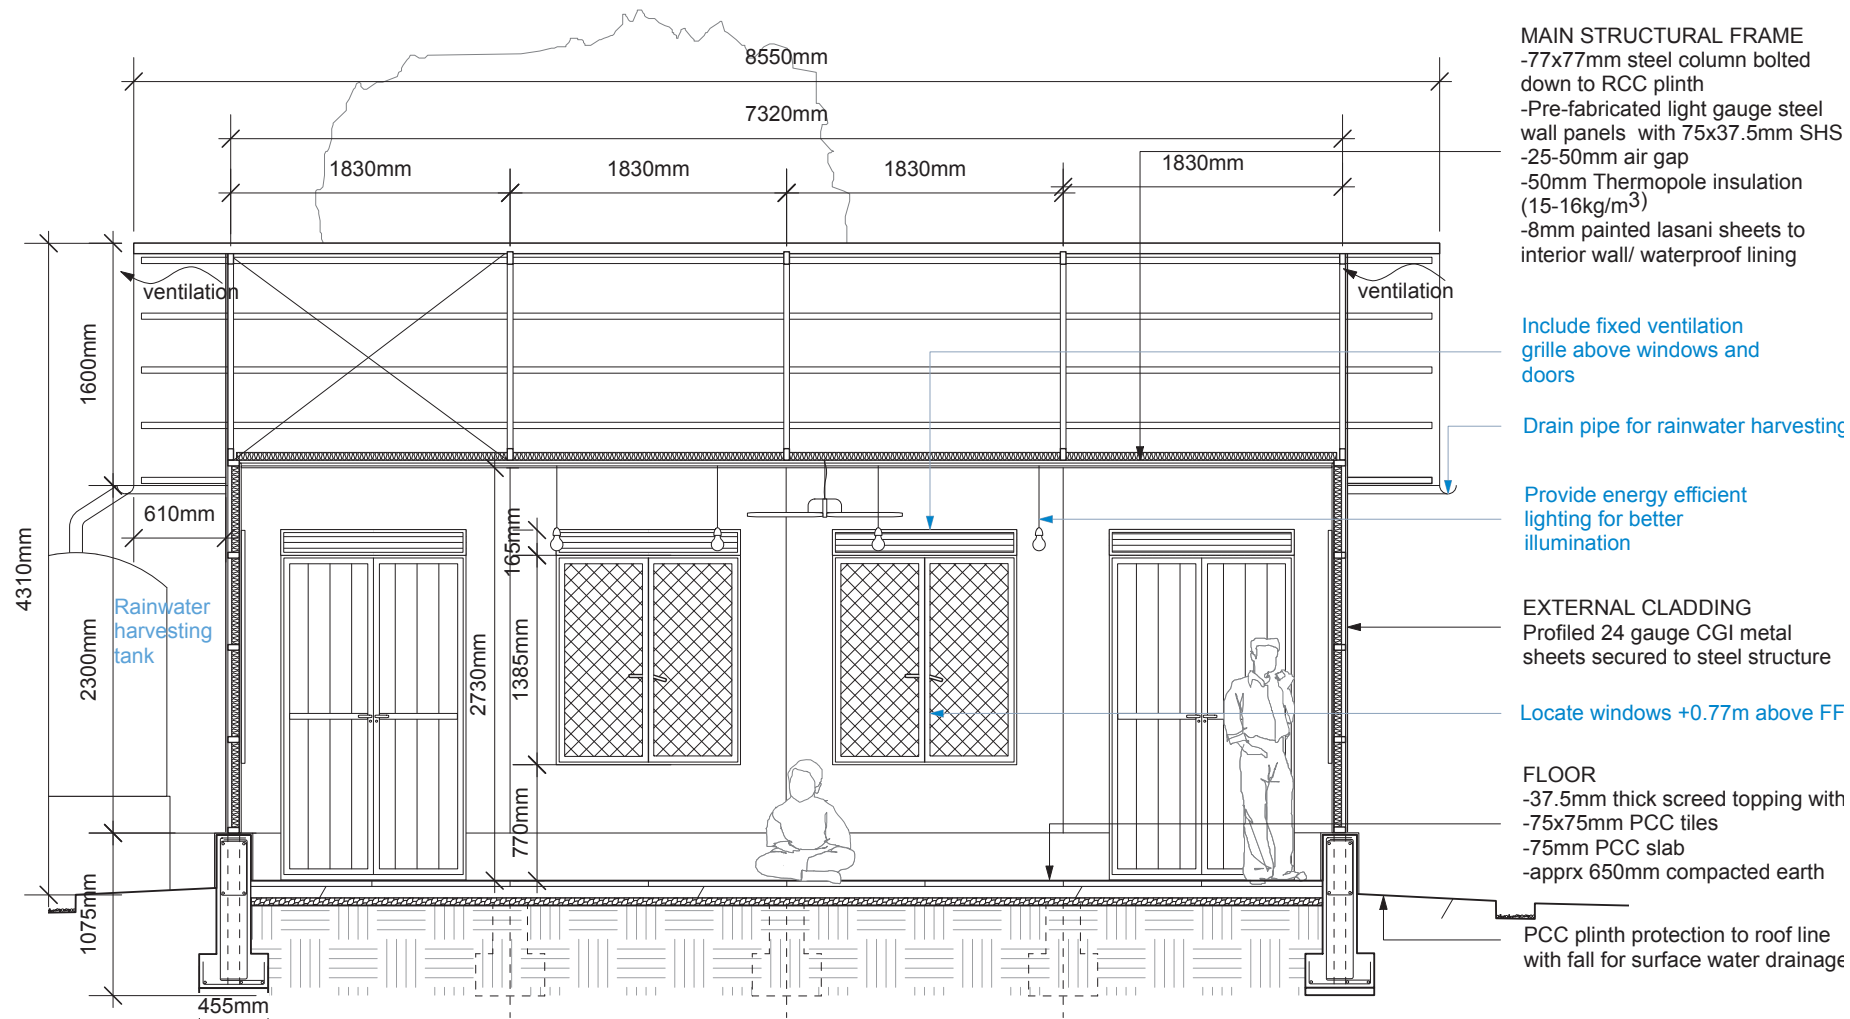 8550mm
7320mm
1830mm
1830mm
1830mm
1830mm
ventilation
ventilation
1600mm
610mm
4310mm
2300mm
Rainwater
harvesting
tank
165mm
1385mm
2730mm
770mm
1075mm
455mm
MAIN STRUCTURAL FRAME
-77x77mm steel column bolted
down to RCC plinth
-Pre-fabricated light gauge steel
wall panels with 75x37.5mm SHS
-25-50mm air gap
-50mm Thermopole insulation
(15-16kg/m3)
-8mm painted lasani sheets to
interior wall/ waterproof lining
Include fixed ventilation
grille above windows and
doors
Drain pipe for rainwater harvesting
Provide energy efficient
lighting for better
illumination
EXTERNAL CLADDING
Profiled 24 gauge CGI metal
sheets secured to steel structure
Locate windows +0.77m above FF
FLOOR
-37.5mm thick screed topping with
-75x75mm PCC tiles
-75mm PCC slab
-apprx 650mm compacted earth
PCC plinth protection to roof line
with fall for surface water drainage